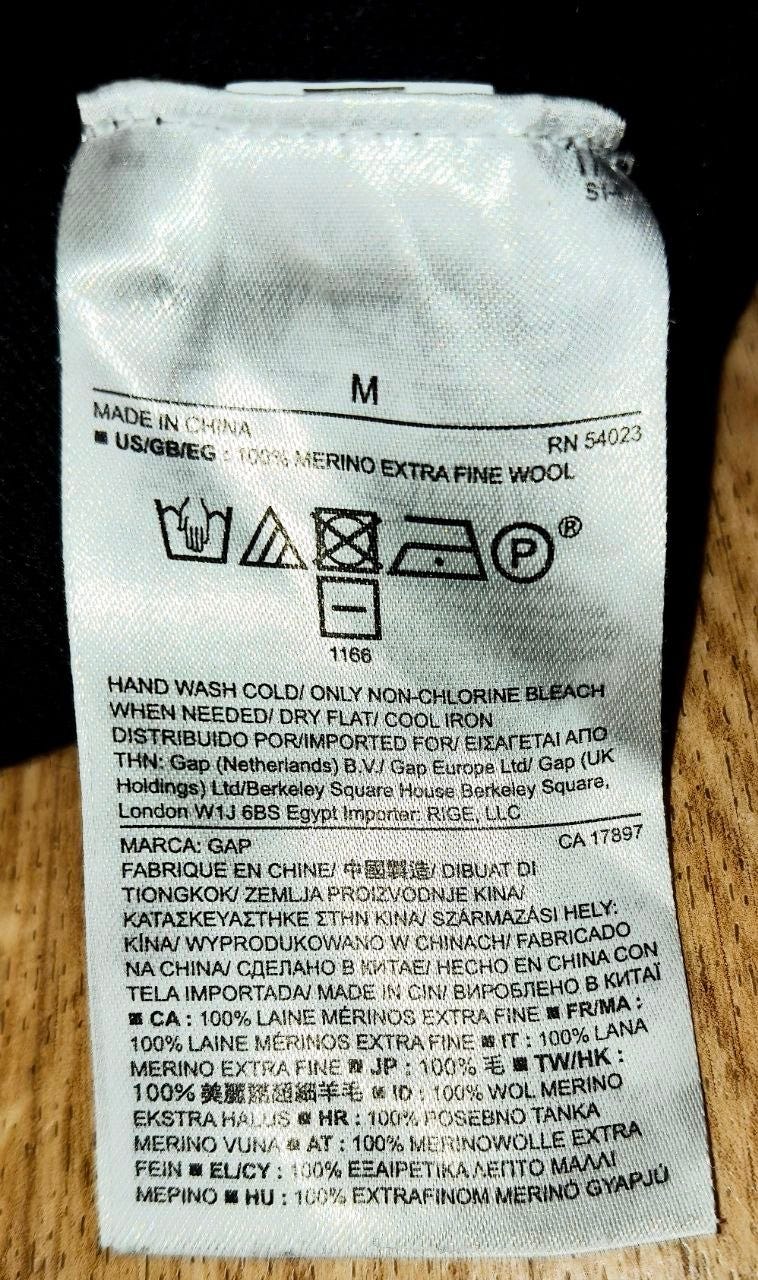 M
MADE IN CHINA
RN 54023
■ US/GB/EG : 100% MERINO EXTRA FINE WOOL
P ®
1166
HAND WASH COLD/ ONLY NON-CHLORINE BLEACH
WHEN NEEDED/ DRY FLAT/ COOL IRON
DISTRIBUIDO POR/IMPORTED FOR/ ΕΙΣΑΓΕΤΑΙ ΑΠΟ
ΤΗΝ: Gap (Netherlands) B.V./ Gap Europe Ltd/ Gap (UK
Holdings) Ltd/Berkeley Square House Berkeley Square,
London W1J 6BS Egypt Importer: RIGE, LLC
MARCA: GAP
CA 17897
FABRIQUE EN CHINE/ 中國製造/ DIBUAT DI
TIONGKOK/ ZEMLJA PROIZVODNJE KINA/
ΚΑΤΑΣΚΕΥΑΣΤΗΚΕ ΣΤΗΝ ΚΙΝΑ/ SZÁRMAZÁSI HELY:
KÍNA/ WYPRODUKOWANO W CHINACH/ FABRICADO
NA CHINA/ СДЕЛАНО В КИТАЕ/ HECHO EN CHINA CON
TELA IMPORTADA/ MADE IN CIN/ ВИРОБЛЕНО В КИТАЇ
■ CA : 100% LAINE MÉRINOS EXTRA FINE ■ FR/MA :
100% LAINE MÉRINOS EXTRA FINE ■ IT : 100% LANA
MERINO EXTRA FINE ■ JP : 100% 毛 ■ TW/HK :
100% 美麗諾超細羊毛 ■ ID : 100% WOL MERINO
EKSTRA HALUS ■ HR : 100% POSEBNO TANKA
MERINO VUNA ■ AT : 100% MERINOWOLLE EXTRA
FEIN ■ EL/CY : 100% ΕΞΑΙΡΕΤΙΚΑ ΛΕΠΤΟ ΜΑΛΛΙ
ΜΕΡΙΝΟ ■ HU : 100% EXTRAFINOM MERINÓ GYAPJÚ